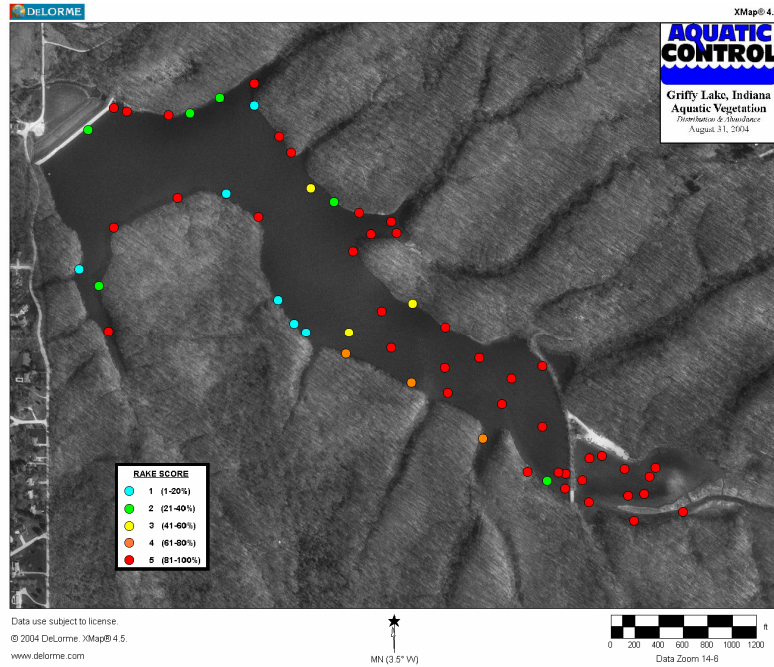 DELORME
XMap® 4.
AQUATIC
CONTROL
Griffy Lake, Indiana
Aquatic Vegetation
Distribution & Abundance
August 31, 2004
RAKE SCORE
1 (1-20%)
2 (21-40%)
3 (41-60%)
4 (61-80%)
5 (81-100%)
Data use subject to license.
© 2004 DeLorme. XMap® 4.5.
www.delorme.com
MN (3.5° W)
ft
0 200 400 600 800 1000 1200
Data Zoom 14-6